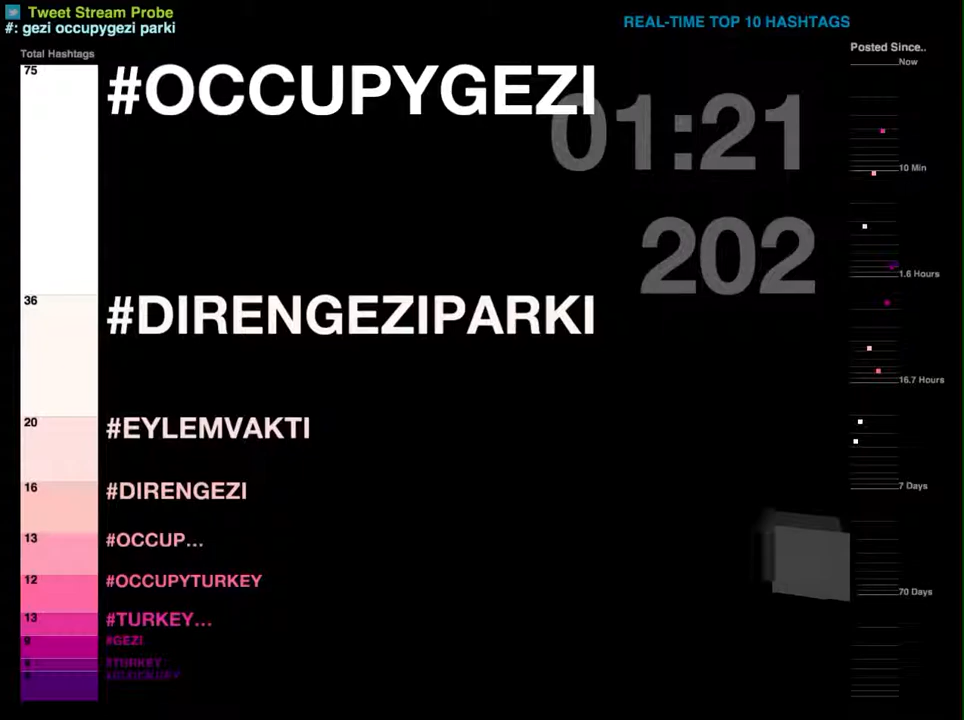 Tweet Stream Probe
#: gezi occupygezi parki
REAL-TIME TOP 10 HASHTAGS
Total Hashtags
Posted Since..
Now
75
#OCCUPYGEZI
01:21
10 Min
202
1.6 Hours
36
#DIRENGEZIPARKI
16.7 Hours
20
#EYLEMVAKTI
16
#DIRENGEZI
7 Days
13
#OCCUP...
12
#OCCUPYTURKEY
70 Days
13
#TURKEY...
9
#GEZI
#TURKEY